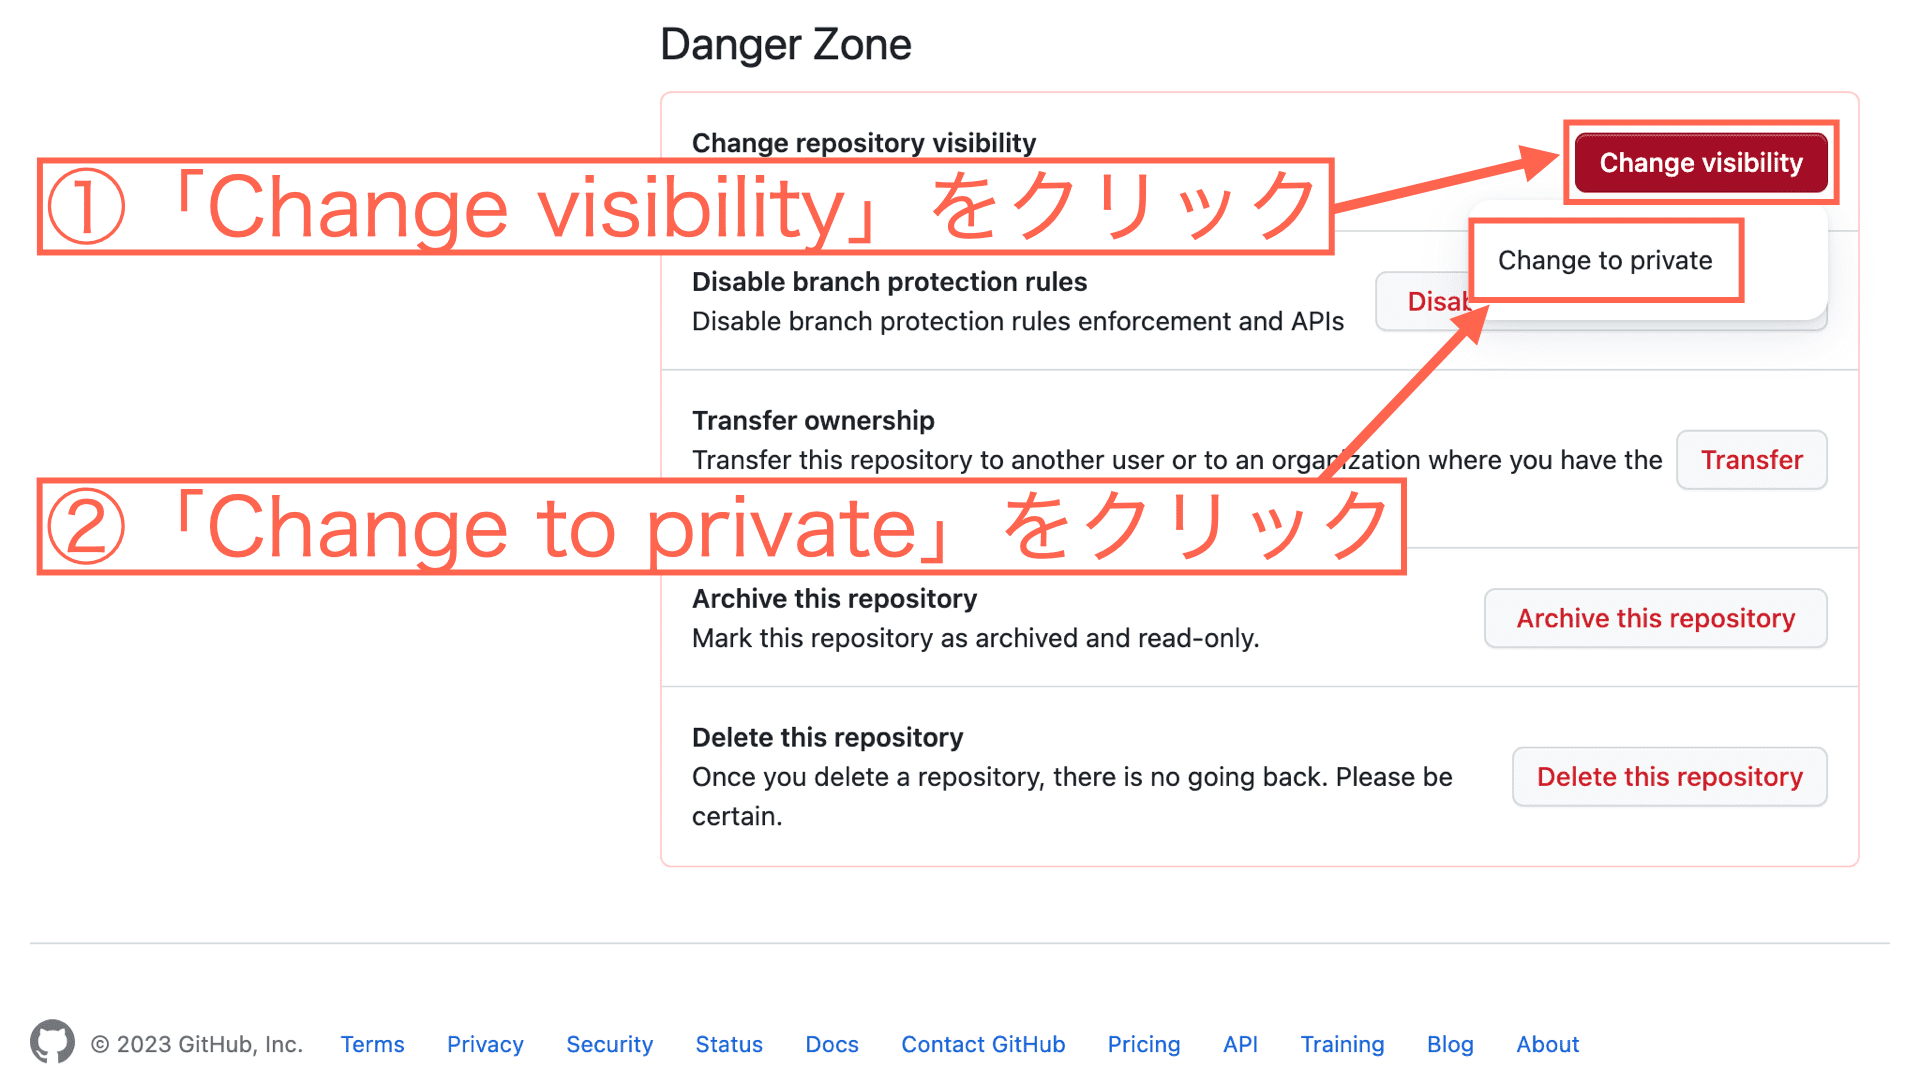 Danger Zone
Change repository visibility
Change visibility
①「Change visibility」をクリック
Change to private
Disable branch protection rules
Disable branch protection rules enforcement and APIs
Transfer ownership
Transfer this repository to another user or to an organization where you have the
Transfer
②「Change to private」をクリック
Archive this repository
Mark this repository as archived and read-only.
Archive this repository
Delete this repository
Once you delete a repository, there is no going back. Please be
certain.
Delete this repository
© 2023 GitHub, Inc. Terms Privacy Security Status Docs Contact GitHub Pricing API Training Blog About